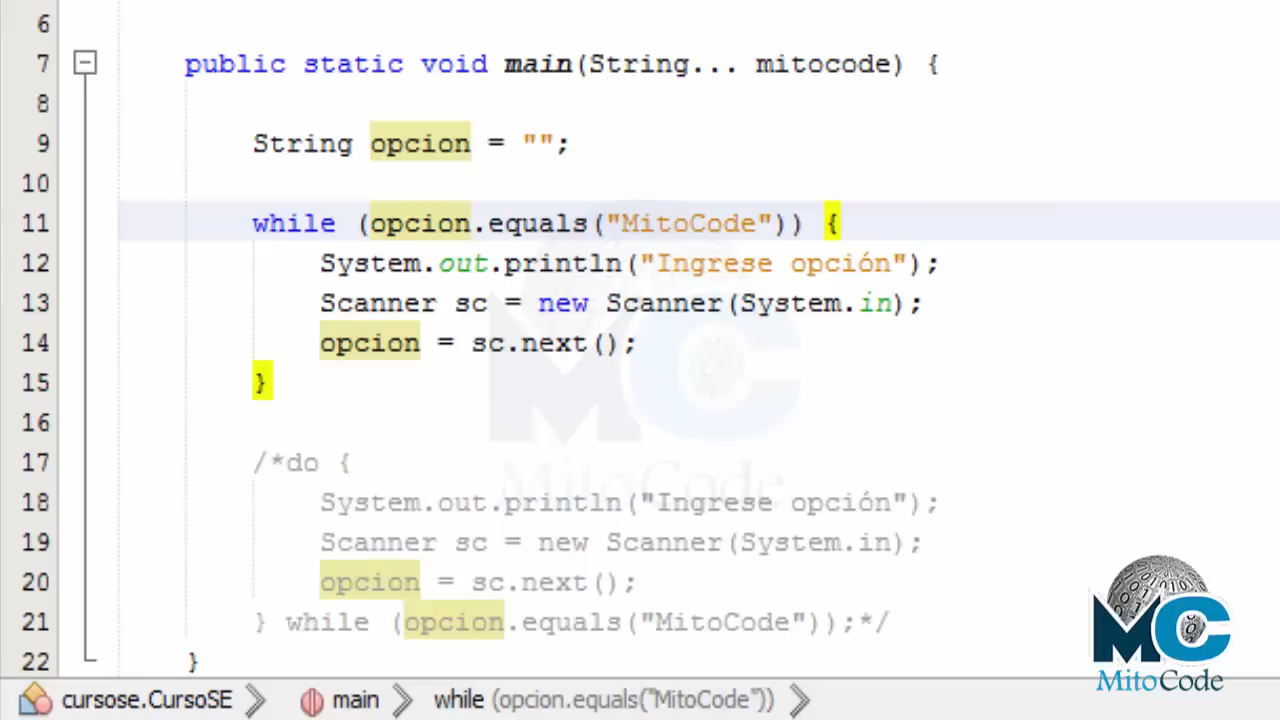 6
7 public static void main(String... mitocode) {
8
9 String opcion = "";
10
11 while (opcion.equals("MitoCode")) {
12 System.out.println("Ingrese opción");
13 Scanner sc = new Scanner(System.in);
14 opcion = sc.next();
15 }
16
17 /*do {
18 System.out.println("Ingrese opción");
19 Scanner sc = new Scanner(System.in);
20 opcion = sc.next();
21 } while (opcion.equals("MitoCode"));*/
22 }
MC
MitoCode
MC
MitoCode
cursose.CursoSE main while (opcion.equals("MitoCode"))